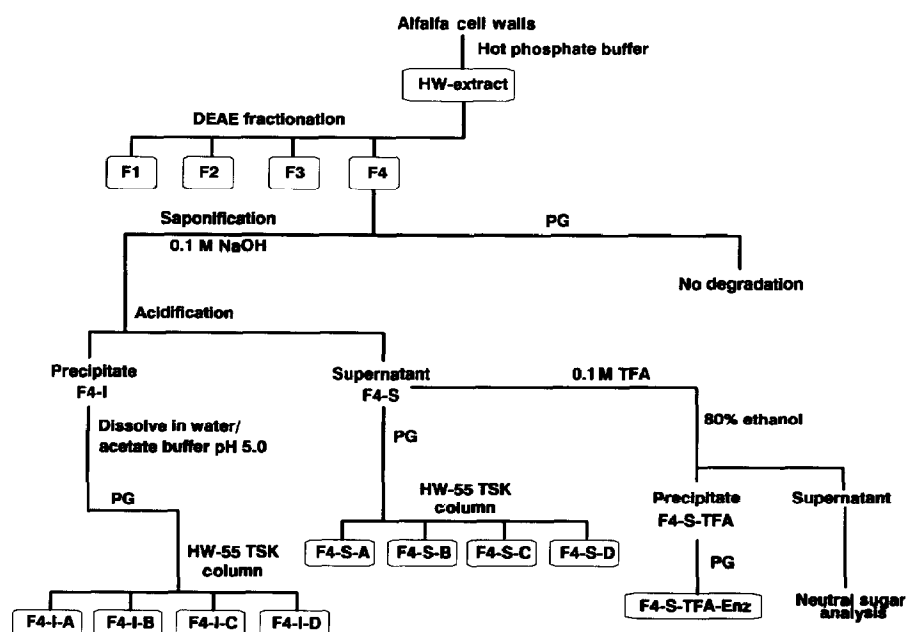 Alfalfa cell walls
Hot phosphate buffer
HW-extract
DEAE fractionation
F1 F2 F3 F4
Saponification
PG
0.1 M NaOH
No degradation
Acidification
Precipitate
F4-I
Supernatant
F4-S
0.1M TFA
80% ethanol
Dissolve in water/
acetate buffer pH 5.0
PG
PG
HW-55 TSK
column
Precipitate
F4-S-TFA
Supernatant
F4-S-A F4-S-B F4-S-C F4-S-D
PG
HW-55 TSK
column
F4-S-TFA-Enz
Neutral sugar
analysis
F4-I-A F4-I-B F4-I-C F4-I-D